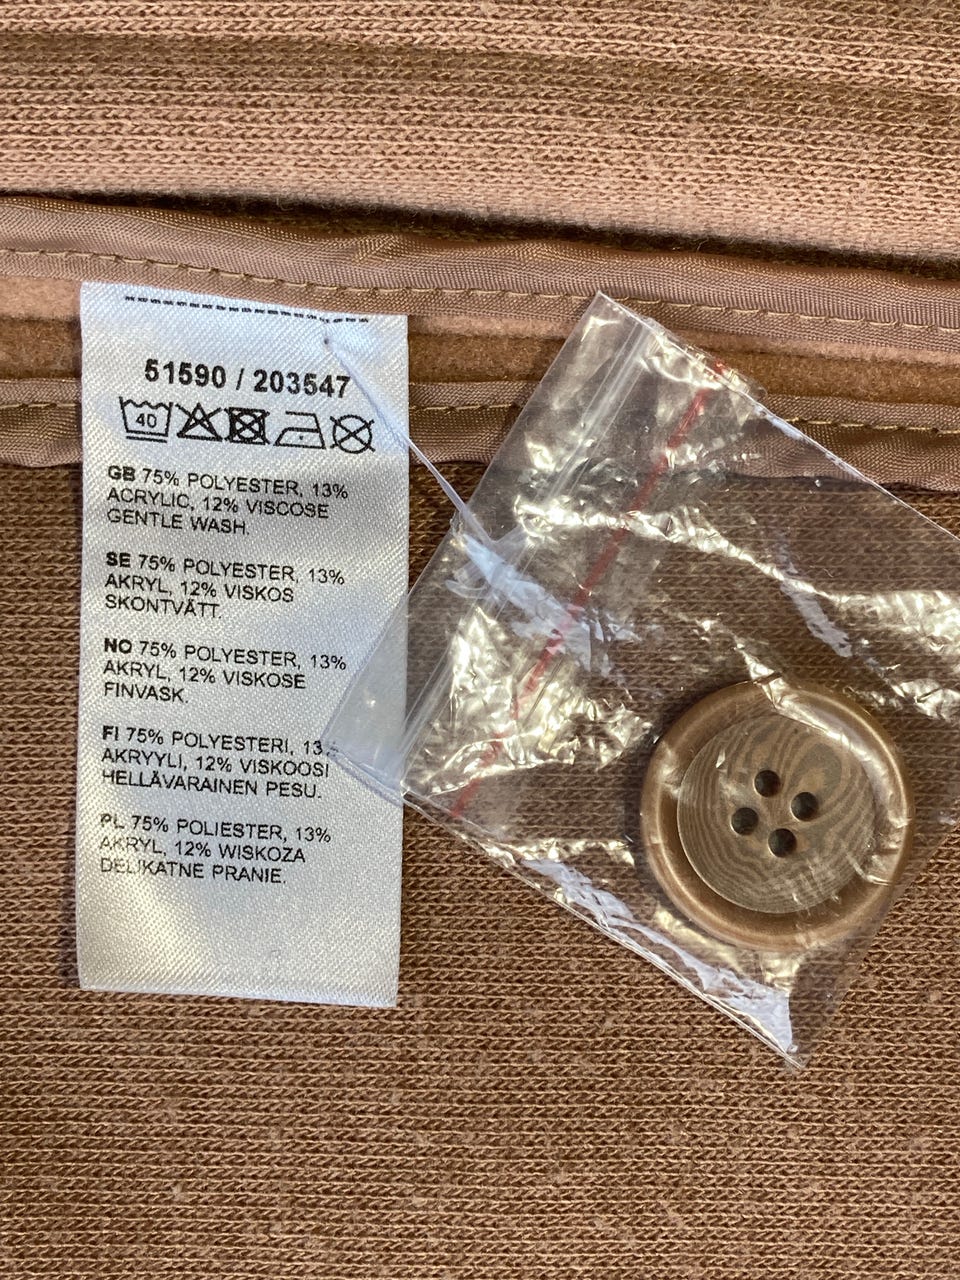 51590 / 203547
40
GB 75% POLYESTER, 13%
ACRYLIC, 12% VISCOSE
GENTLE WASH.
SE 75% POLYESTER, 13%
AKRYL, 12% VISKOS
SKONTVÄTT.
NO 75% POLYESTER, 13%
AKRYL, 12% VISKOSE
FINVASK.
FI 75% POLYESTERI, 13%
AKRYYLI, 12% VISKOOSI
HELLÄVARAINEN PESU.
PL 75% POLIESTER, 13%
AKRYL, 12% WISKOZA
DELIKATNE PRANIE.